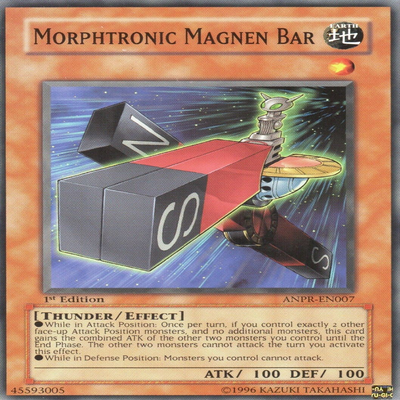 MORPHTRONIC MAGNEN BAR
EARTH
地
N
S
S
1st Edition
ANPR-EN007
[THUNDER/EFFECT]
●While in Attack Position: Once per turn, if you control exactly 2 other
face-up Attack Position monsters, and no additional monsters, this card
gains the combined ATK of the other two monsters you control until the
End Phase. The other two monsters cannot attack the turn you activate
this effect.
●While in Defense Position: Monsters you control cannot attack.
ATK/ 100 DEF/ 100
45593005
©1996 KAZUKI TAKAHASHI